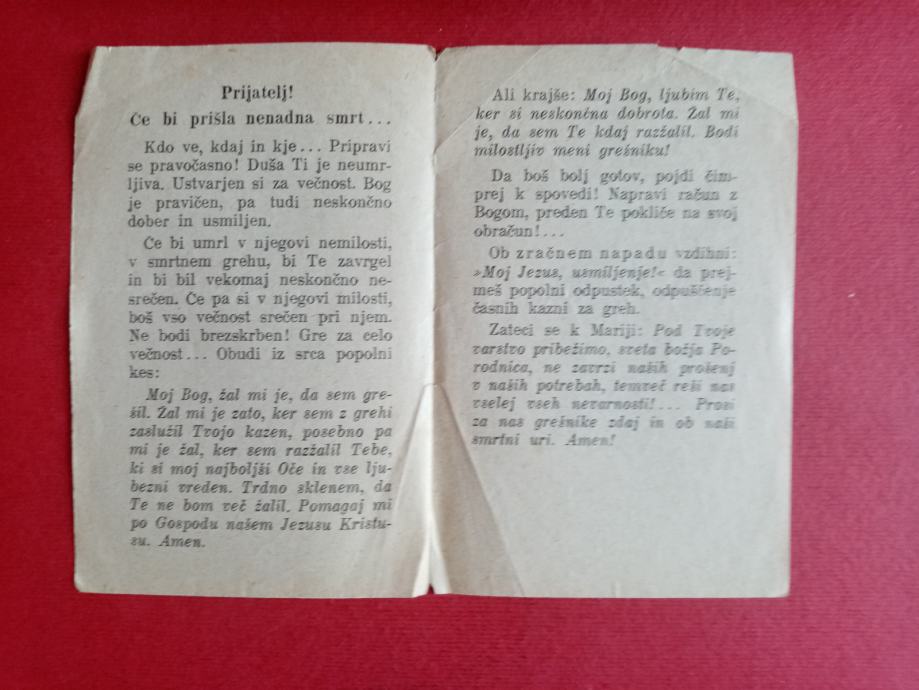 Prijatelj!
Če bi prišla nenadna smrt...
Kdo ve, kdaj in kje... Pripravi
se pravočasno! Duša Ti je neumr-
ljiva. Ustvarjen si za večnost. Bog
je pravičen, pa tudi neskončno
dober in usmiljen.
Če bi umrl v njegovi nemilosti,
v smrtnem grehu, bi Te zavrgel
in bi bil vekomaj neskončno ne-
srečen. Če pa si v njegovi milosti,
boš vso večnost srečen pri njem.
Ne bodi brezskrben! Gre za celo
večnost... Obudi iz srca popolni
kes:
Moj Bog, žal mi je, da sem gre-
šil. Žal mi je zato, ker sem z grehi
zaslužil Tvojo kazen, posebno pa
mi je žal, ker sem razžalil Tebe,
ki si moj najboljši Oče in vse lju-
bezni vreden. Trdno sklenem, da
Te ne bom več žalil. Pomagaj mi
po Gospodu našem Jezusu Kristu-
su. Amen.
Ali krajše: Moj Bog, ljubim Te,
ker si neskončna dobrota. Žal mi
je, da sem Te kdaj razžalil. Bodi
milostljiv meni grešniku!
Da boš bolj gotov, pojdi čim-
prej k spovedi! Napravi račun z
Bogom, preden Te pokliče na svoj
obračun!...
Ob zračnem napadu vzdihni:
»Moj Jezus, usmiljenje!« da prej-
meš popolni odpustek, odpuščenje
časnih kazni za greh.
Zateci se k Mariji: Pod Tvoje
varstvo pribežimo, sveta božja Po-
rodnica, ne zavrzi naših prošenj
v naših potrebah, temveč reši nas
vselej vseh nevarnosti!... Prosi
za nas grešnike zdaj in ob naši
smrtni uri. Amen!